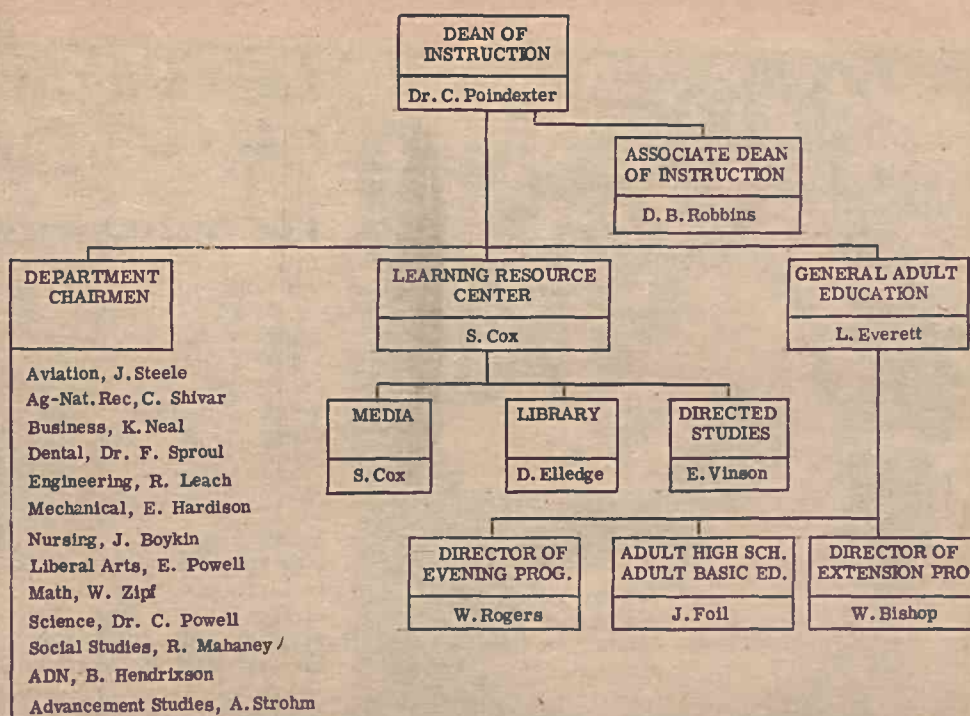 DEAN OF
INSTRUCTION
Dr. C. Poindexter
ASSOCIATE DEAN
OF INSTRUCTION
D. B. Robbins
DEPARTMENT
CHAIRMEN
Aviation, J. Steele
Ag-Nat. Rec, C. Shivar
Business, K. Neal
Dental, Dr. F. Sproul
Engineering, R. Leach
Mechanical, E. Hardison
Nursing, J. Boykin
Liberal Arts, E. Powell
Math, W. Zipf
Science, Dr. C. Powell
Social Studies, R. Mahaney
ADN, B. Hendrixson
Advancement Studies, A. Strohm
LEARNING RESOURCE
CENTER
S. Cox
MEDIA
S. Cox
LIBRARY
D. Elledge
DIRECTED
STUDIES
E. Vinson
GENERAL ADULT
EDUCATION
L. Everett
DIRECTOR OF
EVENING PROG.
W. Rogers
ADULT HIGH SCH.
ADULT BASIC ED.
J. Foil
DIRECTOR OF
EXTENSION PRO
W. Bishop